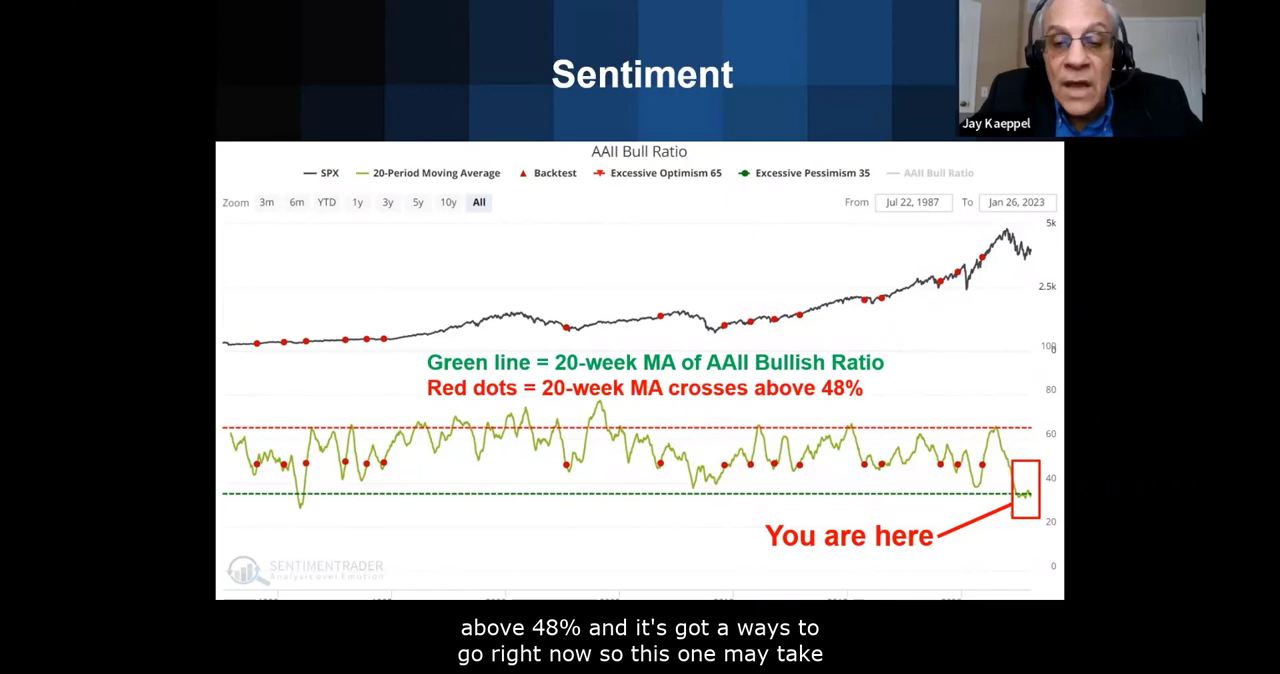 Sentiment
Jay Kaeppel
AAII Bull Ratio
SPX 20-Period Moving Average Backtest Excessive Optimism 65 Excessive Pessimism 35 AAII Bull Ratio
Zoom 3m 6m YTD 1y 3y 5y 10y All From Jul 22, 1987 To Jan 26, 2023
5k
2.5k
0
Green line = 20-week MA of AAII Bullish Ratio
Red dots = 20-week MA crosses above 48%
80
60
40
20
You are here
0
SENTIMENTRADER
Analysis over Emotion
above 48% and it's got a ways to
go right now so this one may take